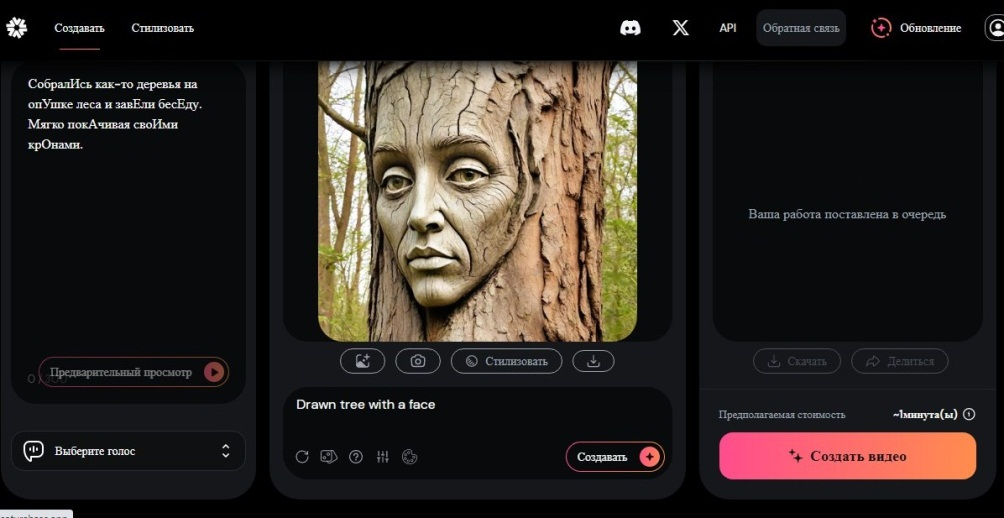 Создавать
Стилизовать
API
Обратная связь
Обновление
СобралИсь как-то деревья на
опУшке леса и завЕли бесЕду.
Мягко покАчивая своИми
крОнами.
Предварительный просмотр
Выберите голос
Стилизовать
Drawn tree with a face
Создавать
Ваша работа поставлена в очередь
Скачать
Делиться
Предполагаемая стоимость
~1минута(ы)
Создать видео